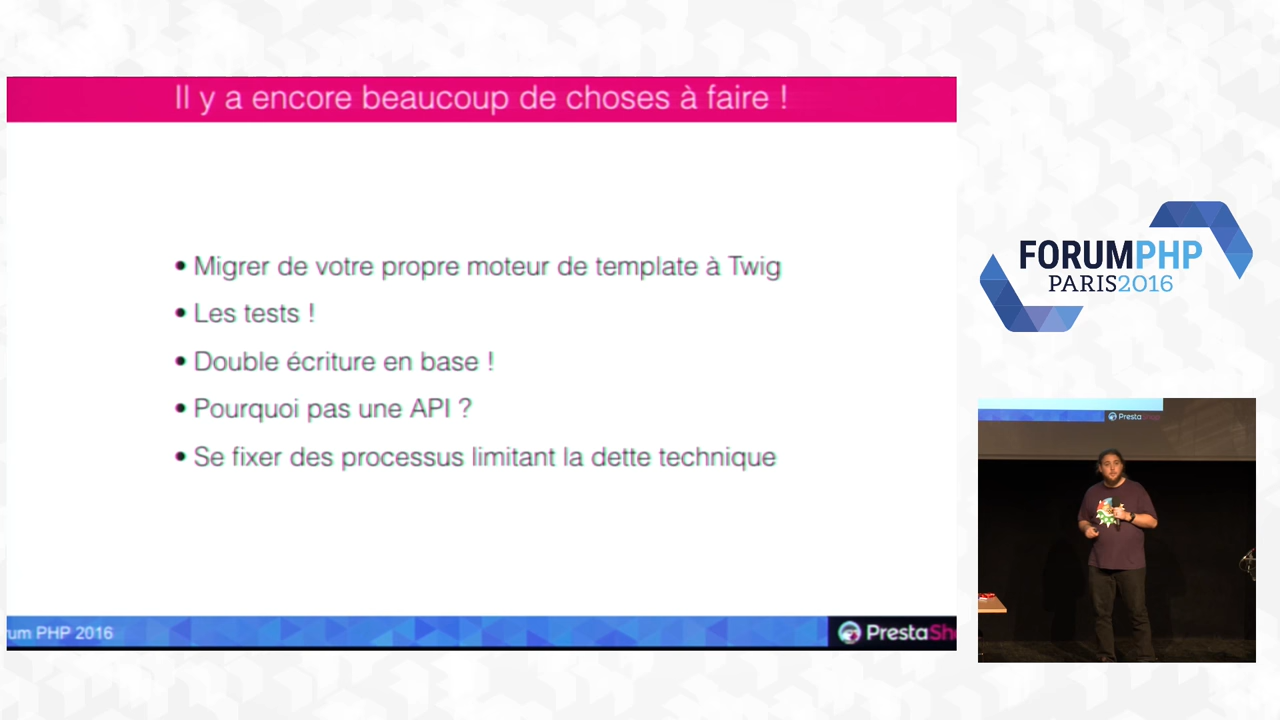 Il y a encore beaucoup de choses à faire !
• Migrer de votre propre moteur de template à Twig
• Les tests !
• Double écriture en base !
• Pourquoi pas une API ?
• Se fixer des processus limitant la dette technique
um PHP 2016
PrestaSh
FORUMPHP
PARIS2016
Presta